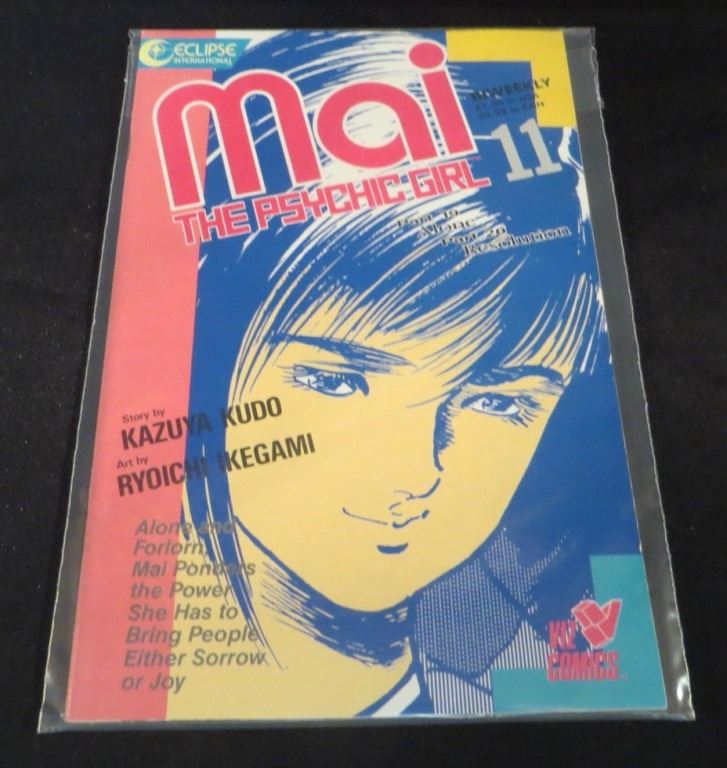 ECLIPSE
INTERNATIONAL
mai
THE PSYCHIC GIRL
BIWEEKLY
11
Part 19
Alone
Part 20
Resolution
Story by
KAZUYA KUDO
Art by
RYOICHI IKEGAMI
Alone and
Forlorn,
Mai Ponders
the Power
She Has to
Bring People
Either Sorrow
or Joy
VIZ
COMICS